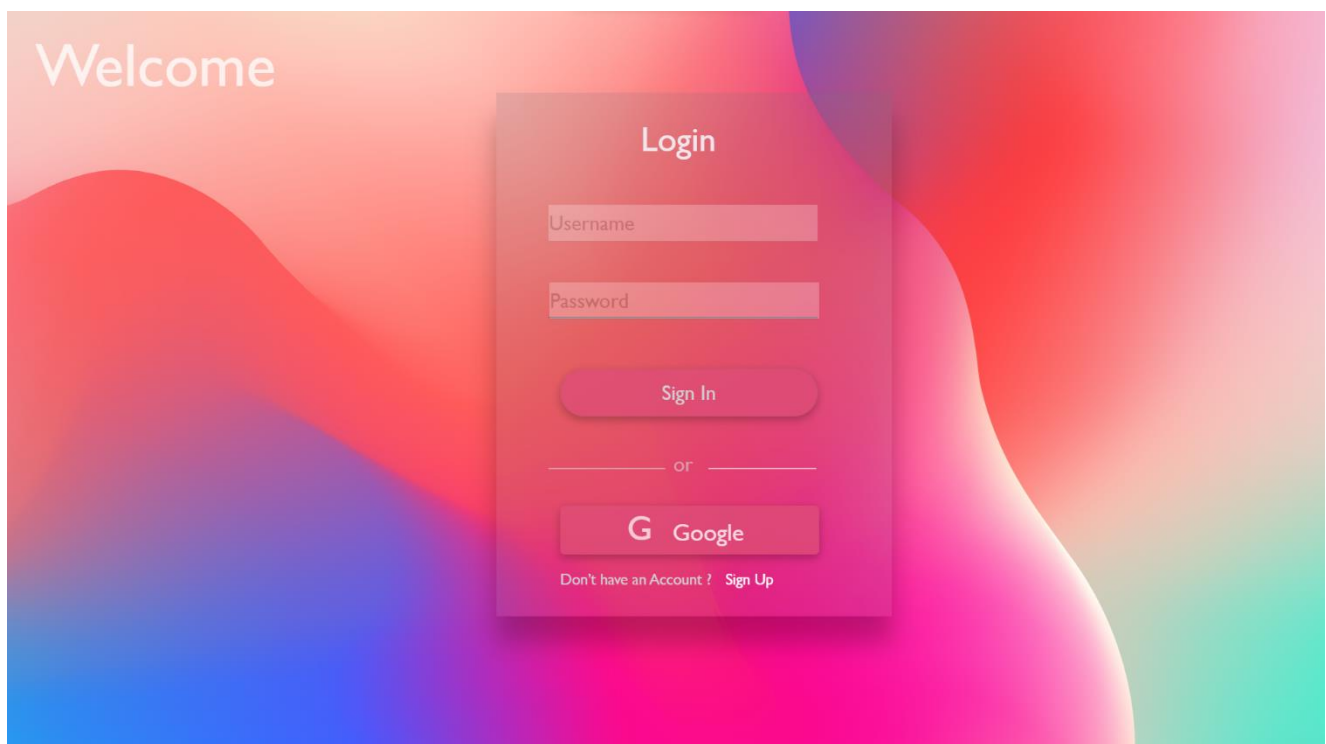 Welcome
Login
Username
Password
Sign In
or
G Google
Don't have an Account ? Sign Up